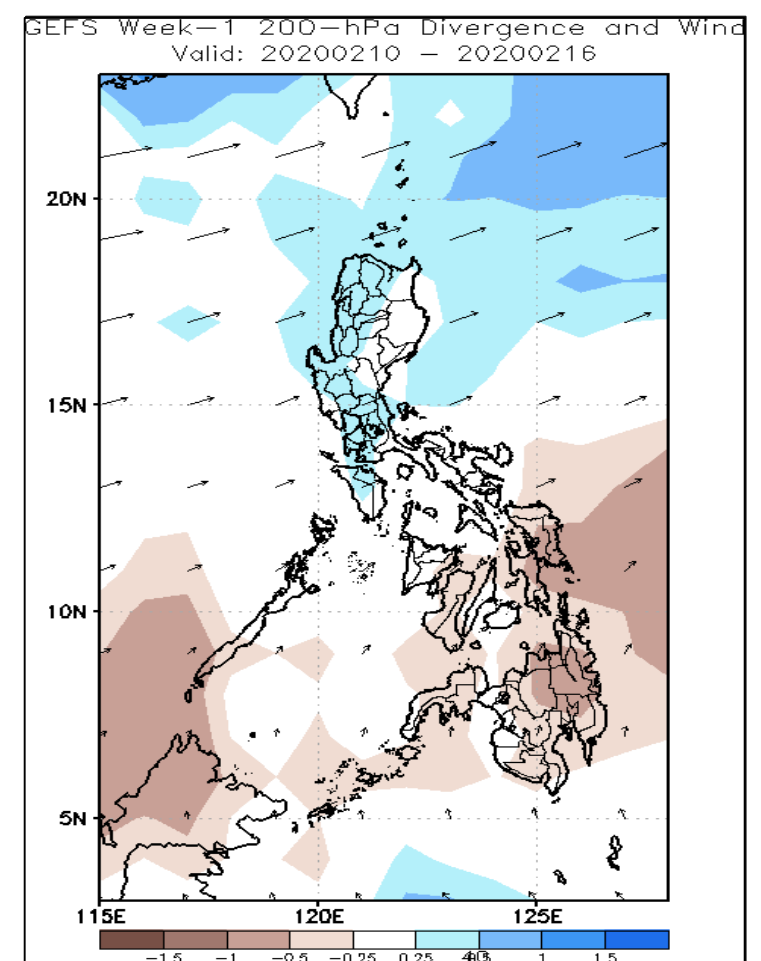 GEFS Week-1 200-hPa Divergence and Wind
Valid: 20200210 - 20200216
20N
15N
10N
5N
115E 120E 125E
-1.5 -1 -0.5 -0.25 0.25 1 1.5